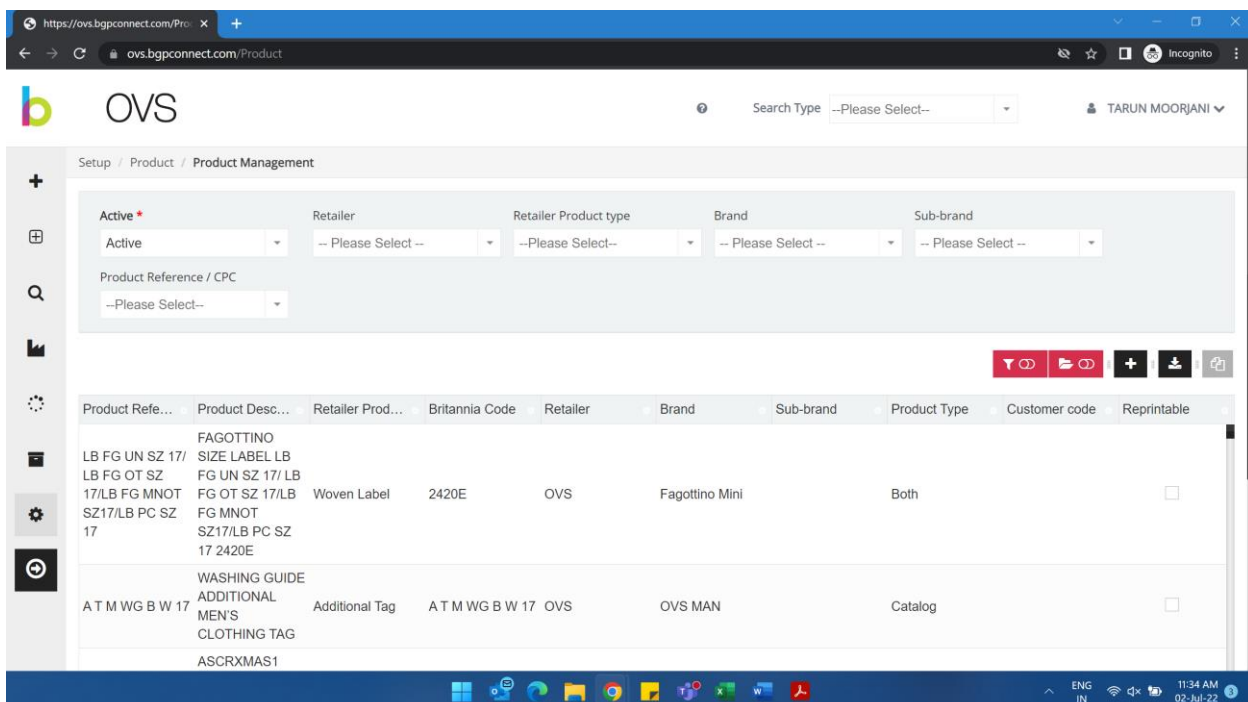 https://ovs.bgpconnect.com/Pro
ovs.bgpconnect.com/Product
Incognito
b OVS
Search Type --Please Select--
TARUN MOORJANI
Setup / Product / Product Management
Active * Retailer Retailer Product type Brand Sub-brand
Active -- Please Select -- --Please Select-- -- Please Select -- -- Please Select --
Product Reference / CPC
--Please Select--
Product Refe... Product Desc... Retailer Prod... Britannia Code Retailer Brand Sub-brand Product Type Customer code Reprintable
LB FG UN SZ 17/
LB FG OT SZ
17/LB FG MNOT
SZ17/LB PC SZ
17
FAGOTTINO
SIZE LABEL LB
FG UN SZ 17/ LB
FG OT SZ 17/LB
FG MNOT
SZ17/LB PC SZ
17 2420E
Woven Label 2420E OVS Fagottino Mini Both
A T M WG B W 17
WASHING GUIDE
ADDITIONAL
MEN'S
CLOTHING TAG
Additional Tag A T M WG B W 17 OVS OVS MAN Catalog
ASCRXMAS1
ENG
IN
11:34 AM
02-Jul-22
3